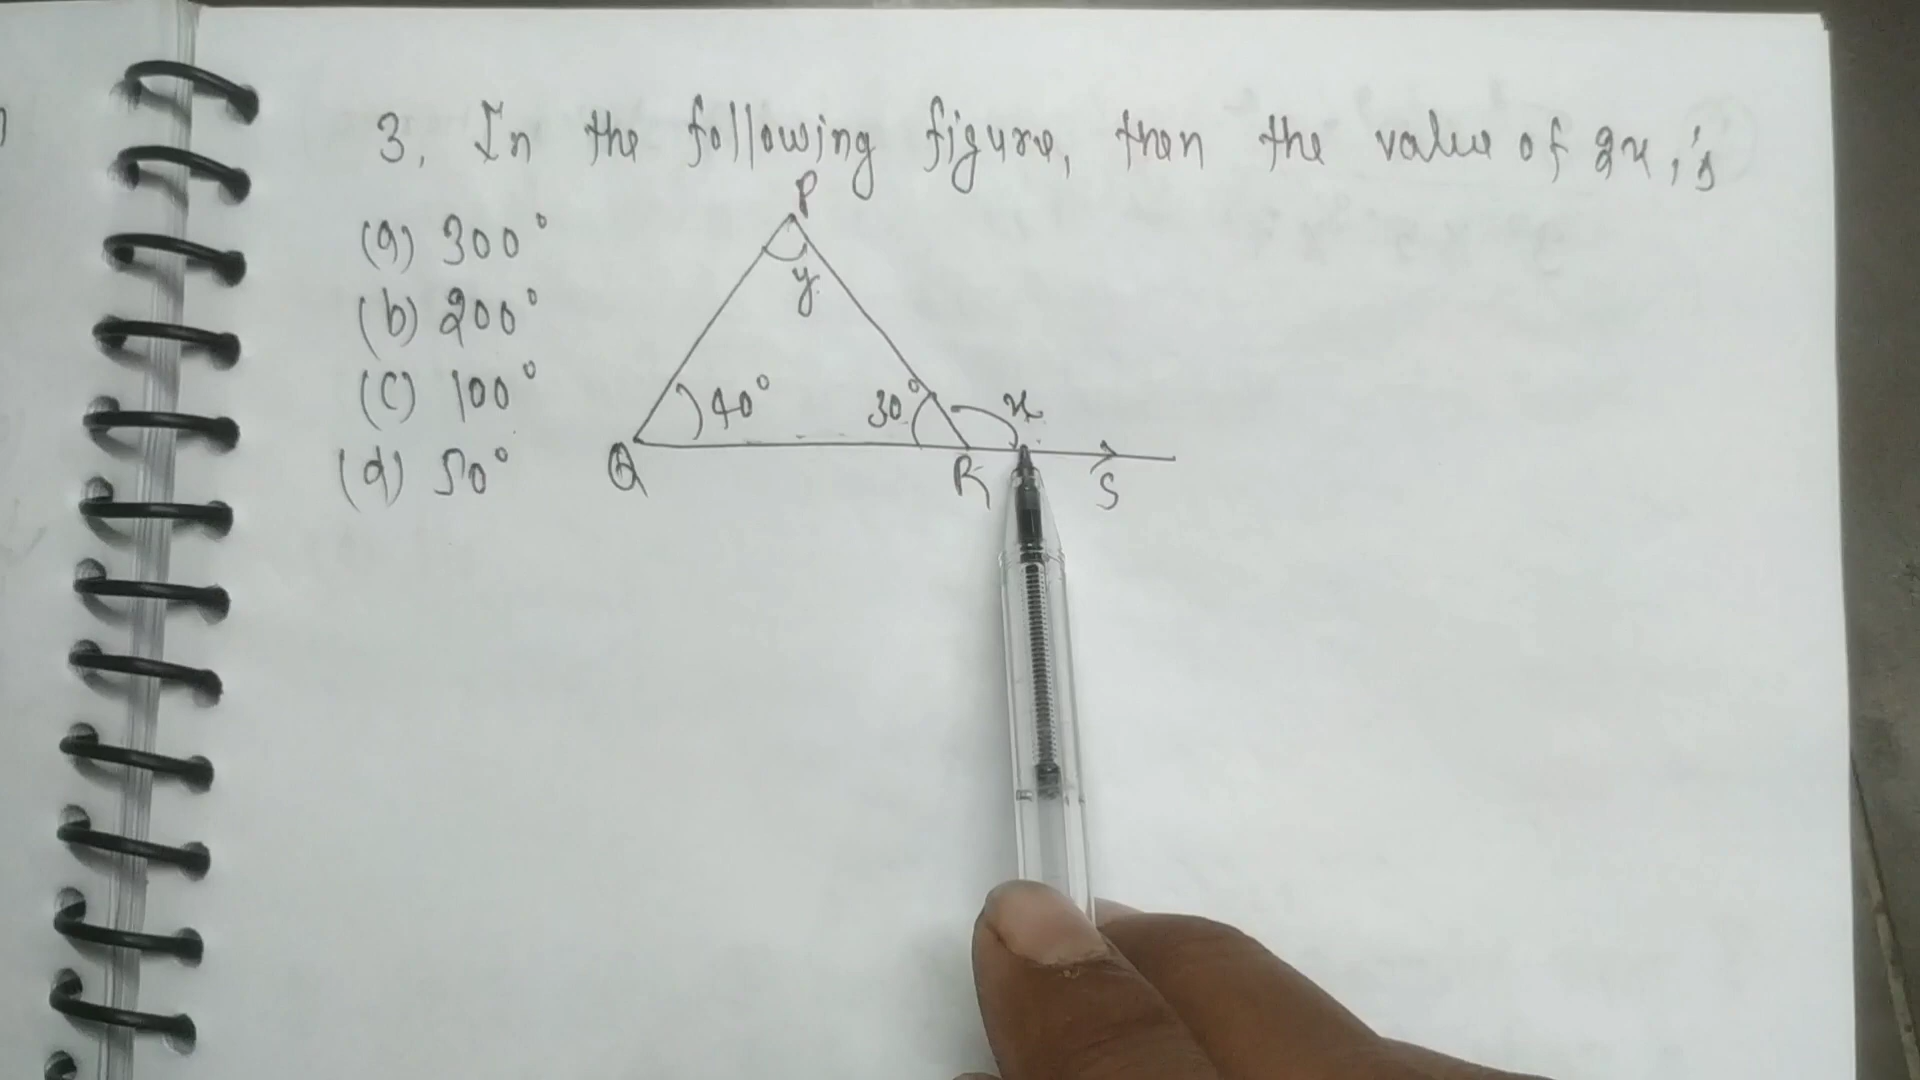 3. In the following figure, then the value of 2x, is
P
(a) 300°
(b) 200°
y
(c) 100°
40°
30°
x
(d) 50°
Q
R
S